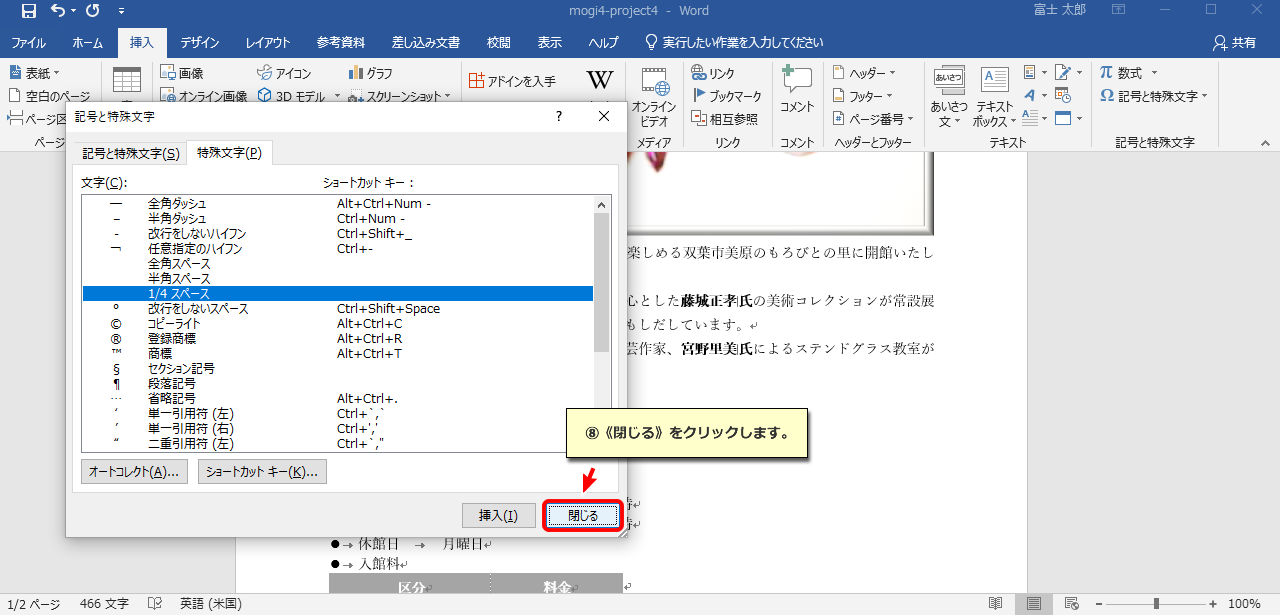 mogi4-project4 - Word
富士 太郎
ファイル ホーム 挿入 デザイン レイアウト 参考資料 差し込み文書 校閲 表示 ヘルプ 実行したい作業を入力してください 共有
表紙
空白のページ
ページ区
ページ
画像
オンライン画像
アイコン
3D モデル
グラフ
スクリーンショット
アドインを入手
W
オンライン
ビデオ
メディア
リンク
ブックマーク
相互参照
リンク
コメント
コメント
ヘッダー
フッター
ページ番号
ヘッダーとフッター
あいさつ
あいさつ
文
A
テキスト
ボックス
テキスト
π 数式
Ω 記号と特殊文字
記号と特殊文字
記号と特殊文字 ?
記号と特殊文字(S) 特殊文字(P)
文字(C): ショートカット キー :
— 全角ダッシュ Alt+Ctrl+Num -
– 半角ダッシュ Ctrl+Num -
- 改行をしないハイフン Ctrl+Shift+_
¬ 任意指定のハイフン Ctrl+-
全角スペース
半角スペース
1/4 スペース
° 改行をしないスペース Ctrl+Shift+Space
© コピーライト Alt+Ctrl+C
® 登録商標 Alt+Ctrl+R
™ 商標 Alt+Ctrl+T
§ セクション記号
¶ 段落記号
… 省略記号 Alt+Ctrl+.
‘ 単一引用符 (左) Ctrl+`,`
’ 単一引用符 (右) Ctrl+','
“ 二重引用符 (左) Ctrl+`,"
オートコレクト(A)... ショートカット キー(K)...
挿入(I) 閉じる
⑧《閉じる》をクリックします。
楽しめる双葉市美原のもろびとの里に開館いたし
心とした藤城正孝氏の美術コレクションが常設展
もしだしています。
芸作家、宮野里美氏によるステンドグラス教室が
●→休館日 → 月曜日
●→入館料
区分 料金
1/2 ページ 466 文字 英語 (米国) 100%